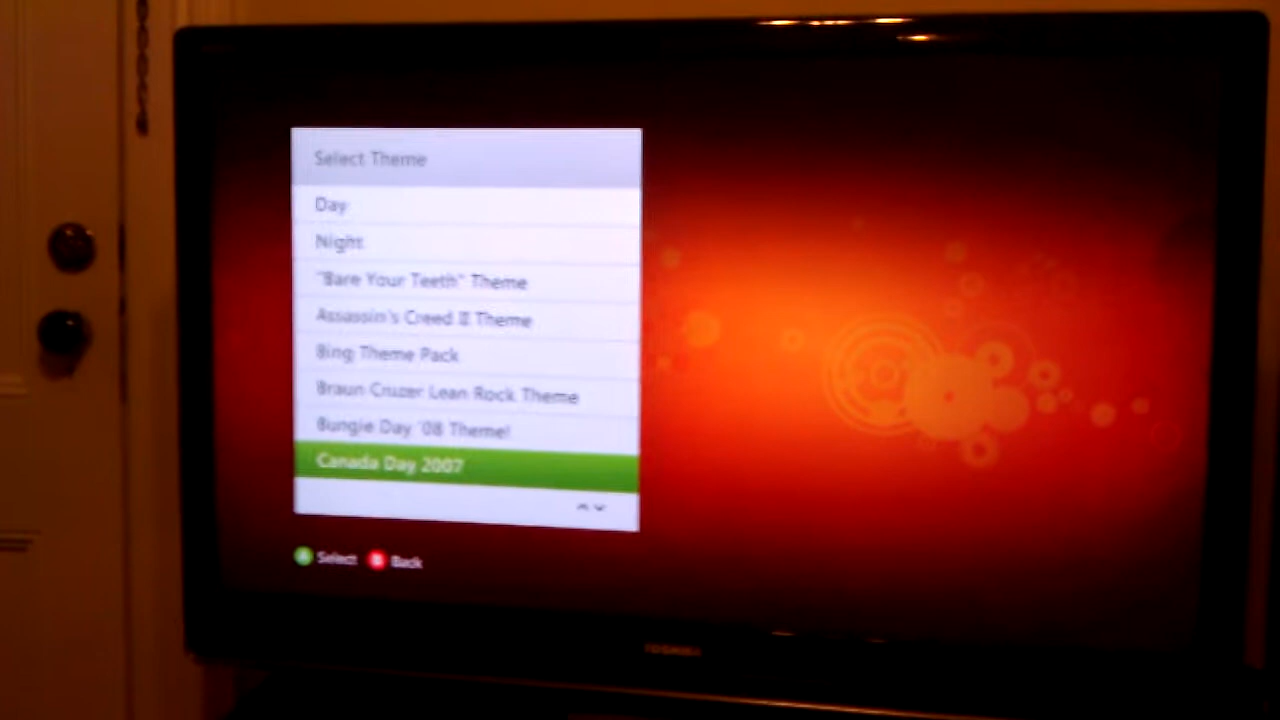 Select Theme
Day
Night
"Bare Your Teeth" Theme
Assassin's Creed II Theme
Bing Theme Pack
Braun Cruzer Lean Rock Theme
Bungie Day '08 Theme!
Canada Day 2007
A Select B Back
TOSHIBA